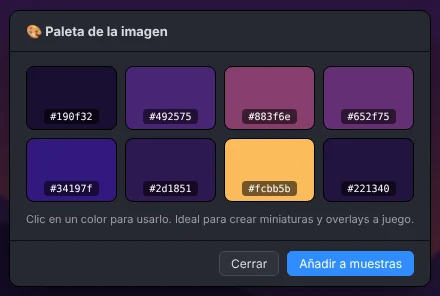 🎨 Paleta de la imagen
#190f32
#492575
#883f6e
#652f75
#34197f
#2d1851
#fcbb5b
#221340
Clic en un color para usarlo. Ideal para crear miniaturas y overlays a juego.
Cerrar
Añadir a muestras